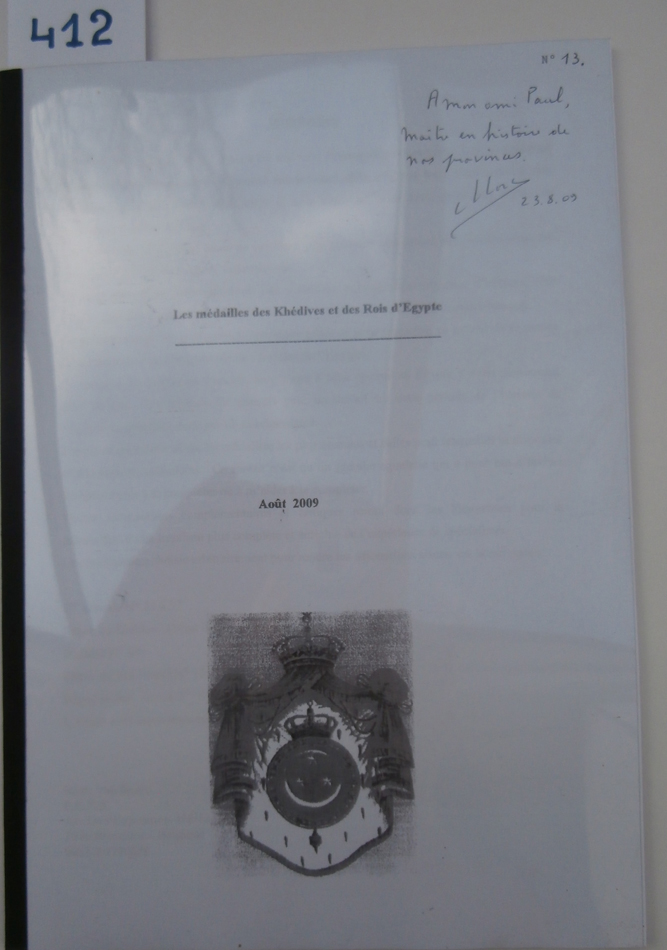 412
N° 13.
A mon ami Paul,
maître en histoire de
nos provinces.
23.8.09
Les médailles des Khédives et des Rois d'Egypte
Août 2009